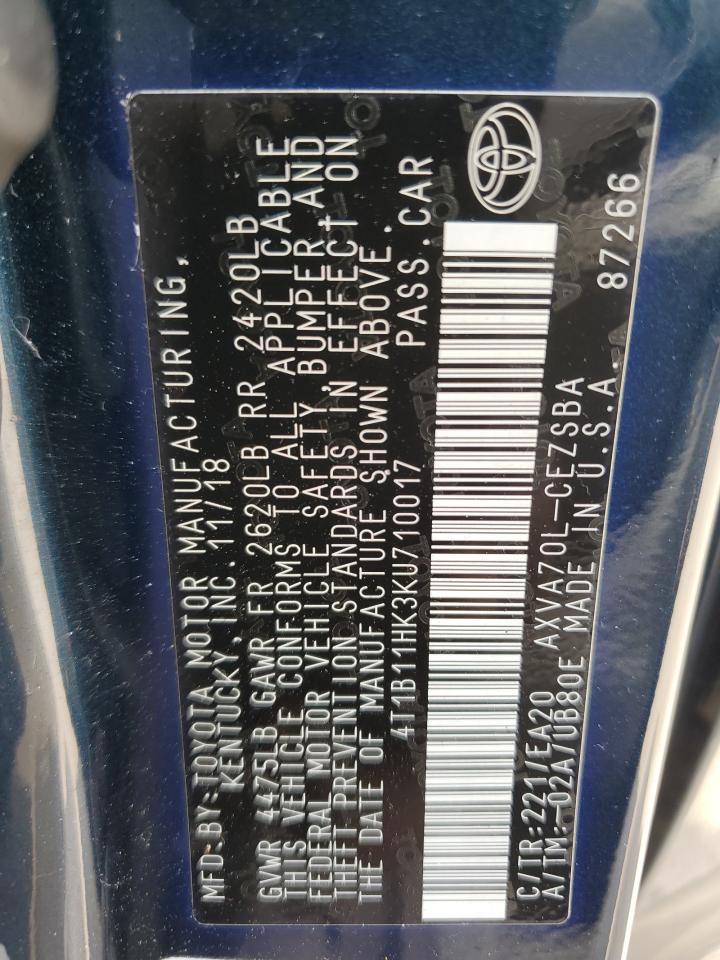 MFD.BY:TOYOTA MOTOR MANUFACTURING,
KENTUCKY INC. 11/18
GVWR 4475LB GAWR FR 2620LB RR 2420LB
THIS VEHICLE CONFORMS TO ALL APPLICABLE
FEDERAL MOTOR VEHICLE SAFETY, BUMPER AND
THEFT PREVENTION STANDARDS IN EFFECT ON
THE DATE OF MANUFACTURE SHOWN ABOVE.
4T1B11HK3KU710017 PASS.CAR
C/TR:221/EA20 AXVA70L-CEZSBA
A/TM:-02A/UB80E MADE IN U.S.A. 87266